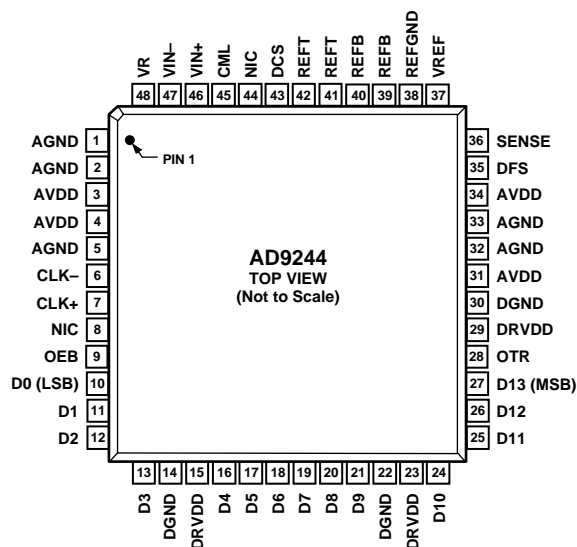 VR
VIN–
VIN+
CML
NIC
DCS
REFT
REFT
REFB
REFB
REFGND
VREF
48 47 46 45 44 43 42 41 40 39 38 37
AGND 1
AGND 2
AVDD 3
AVDD 4
AGND 5
CLK– 6
CLK+ 7
NIC 8
OEB 9
D0 (LSB) 10
D1 11
D2 12
PIN 1
AD9244
TOP VIEW
(Not to Scale)
36 SENSE
35 DFS
34 AVDD
33 AGND
32 AGND
31 AVDD
30 DGND
29 DRVDD
28 OTR
27 D13 (MSB)
26 D12
25 D11
13 14 15 16 17 18 19 20 21 22 23 24
D3
DGND
DRVDD
D4
D5
D6
D7
D8
D9
DGND
DRVDD
D10